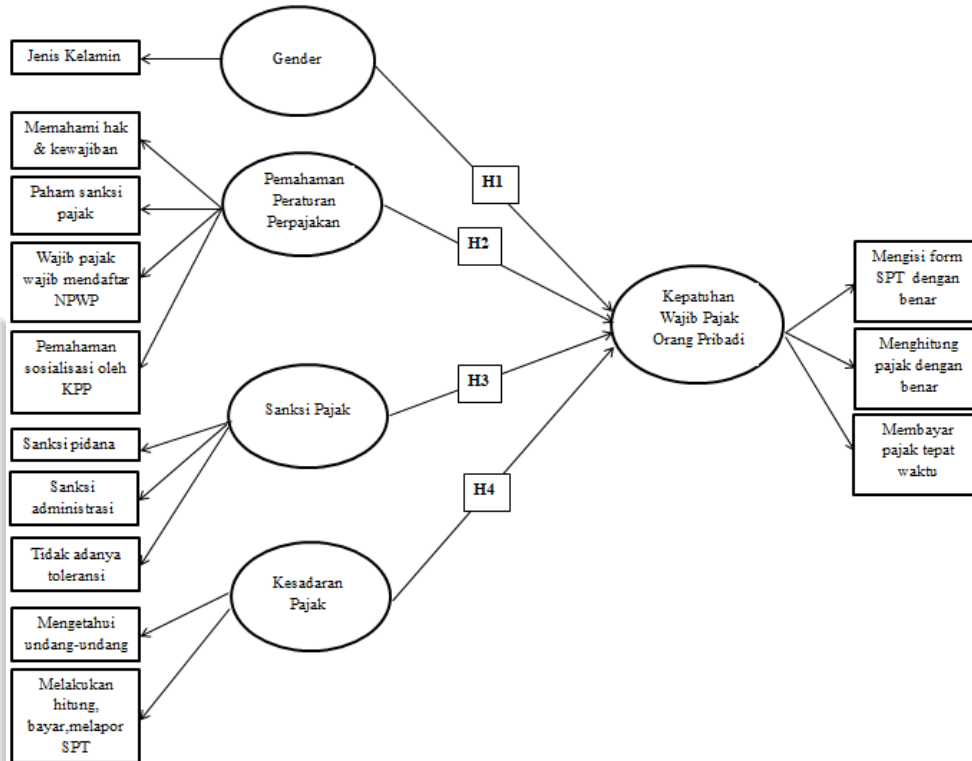 Jenis Kelamin
Memahami hak
& kewajiban
Paham sanksi
pajak
Wajib pajak
wajib mendaftar
NPWP
Pemahaman
sosialisasi oleh
KPP
Sanksi pidana
Sanksi
administrasi
Tidak adanya
toleransi
Mengetahui
undang-undang
Melakukan
hitung,
bayar,melapor
SPT
Gender
Pemahaman
Peraturan
Perpajakan
Sanksi Pajak
Kesadaran
Pajak
H1
H2
H3
H4
Kepatuhan
Wajib Pajak
Orang Pribadi
Mengisi form
SPT dengan
benar
Menghitung
pajak dengan
benar
Membayar
pajak tepat
waktu